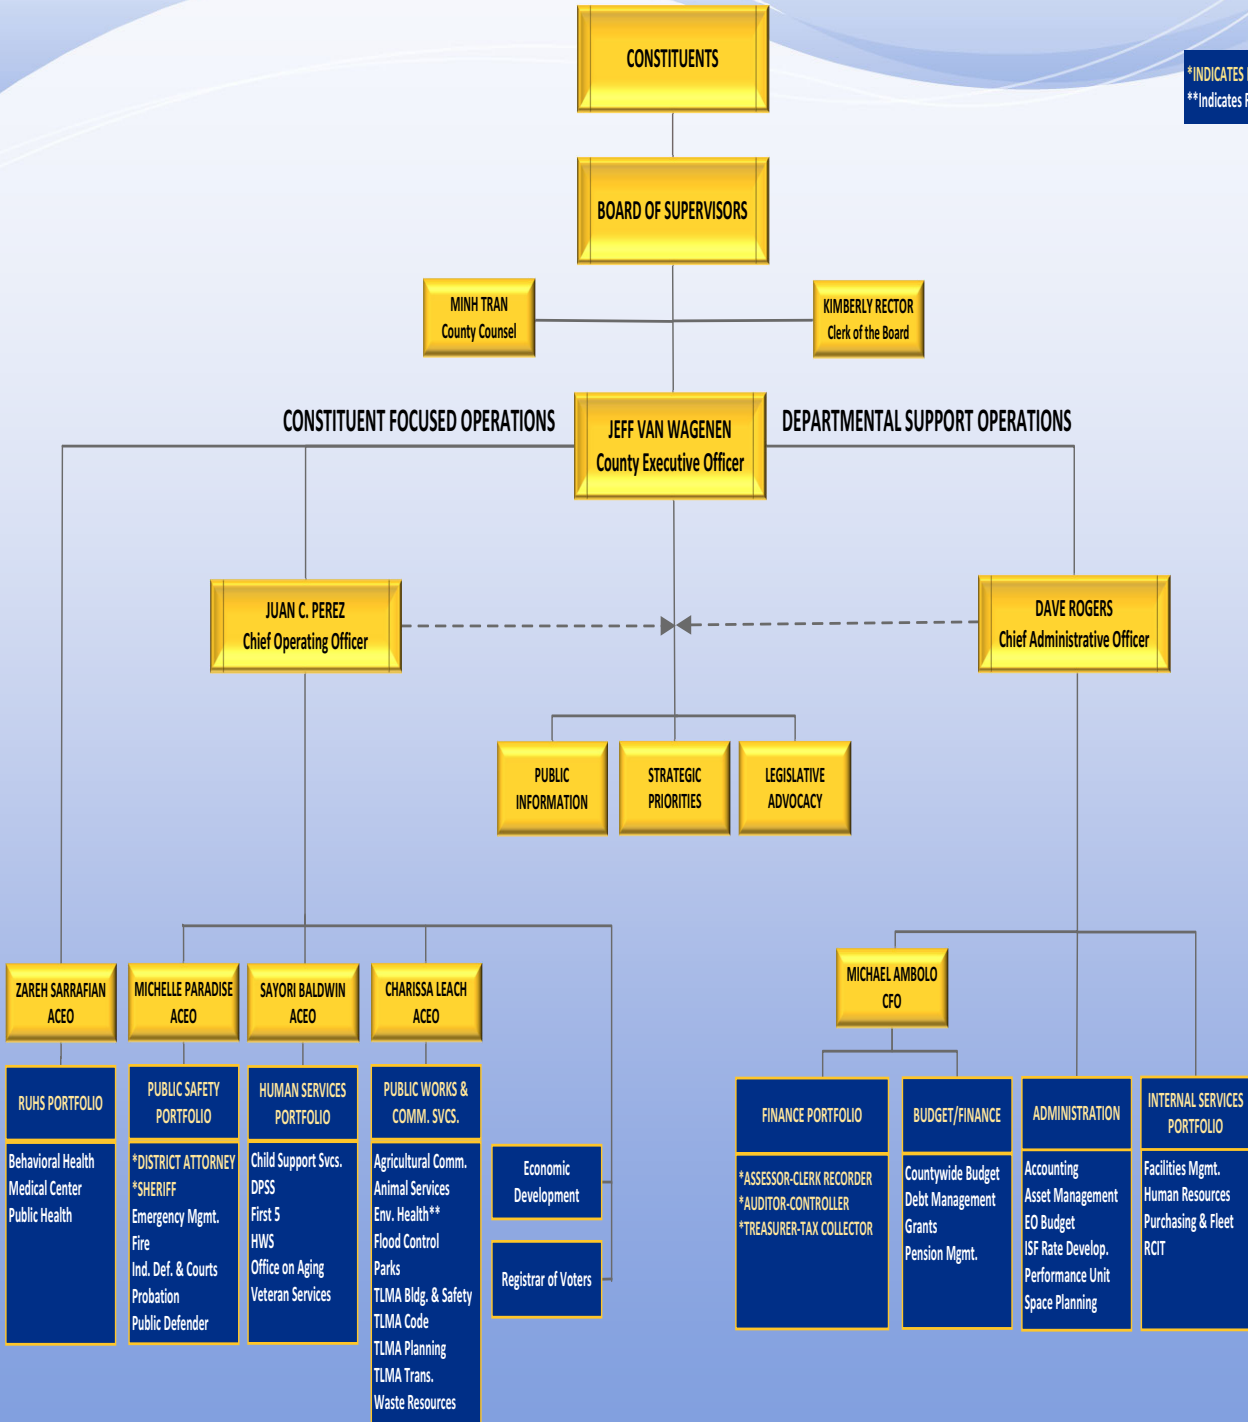 CONSTITUENTS
*INDICATES
**Indicates
BOARD OF SUPERVISORS
MINH TRAN
County Counsel
KIMBERLY RECTOR
Clerk of the Board
CONSTITUENT FOCUSED OPERATIONS
JEFF VAN WAGENEN
County Executive Officer
DEPARTMENTAL SUPPORT OPERATIONS
JUAN C. PEREZ
Chief Operating Officer
DAVE ROGERS
Chief Administrative Officer
PUBLIC
INFORMATION
STRATEGIC
PRIORITIES
LEGISLATIVE
ADVOCACY
ZAREH SARRAFIAN
ACEO
MICHELLE PARADISE
ACEO
SAYORI BALDWIN
ACEO
CHARISSA LEACH
ACEO
MICHAEL AMBOLO
CFO
RUHS PORTFOLIO
Behavioral Health
Medical Center
Public Health
PUBLIC SAFETY
PORTFOLIO
*DISTRICT ATTORNEY
*SHERIFF
Emergency Mgmt.
Fire
Ind. Def. & Courts
Probation
Public Defender
HUMAN SERVICES
PORTFOLIO
Child Support Svcs.
DPSS
First 5
HWS
Office on Aging
Veteran Services
PUBLIC WORKS &
COMM. SVCS.
Agricultural Comm.
Animal Services
Env. Health**
Flood Control
Parks
TLMA Bldg. & Safety
TLMA Code
TLMA Planning
TLMA Trans.
Waste Resources
Economic
Development
Registrar of Voters
FINANCE PORTFOLIO
*ASSESSOR-CLERK RECORDER
*AUDITOR-CONTROLLER
*TREASURER-TAX COLLECTOR
BUDGET/FINANCE
Countywide Budget
Debt Management
Grants
Pension Mgmt.
ADMINISTRATION
Accounting
Asset Management
EO Budget
ISF Rate Develop.
Performance Unit
Space Planning
INTERNAL SERVICES
PORTFOLIO
Facilities Mgmt.
Human Resources
Purchasing & Fleet
RCIT